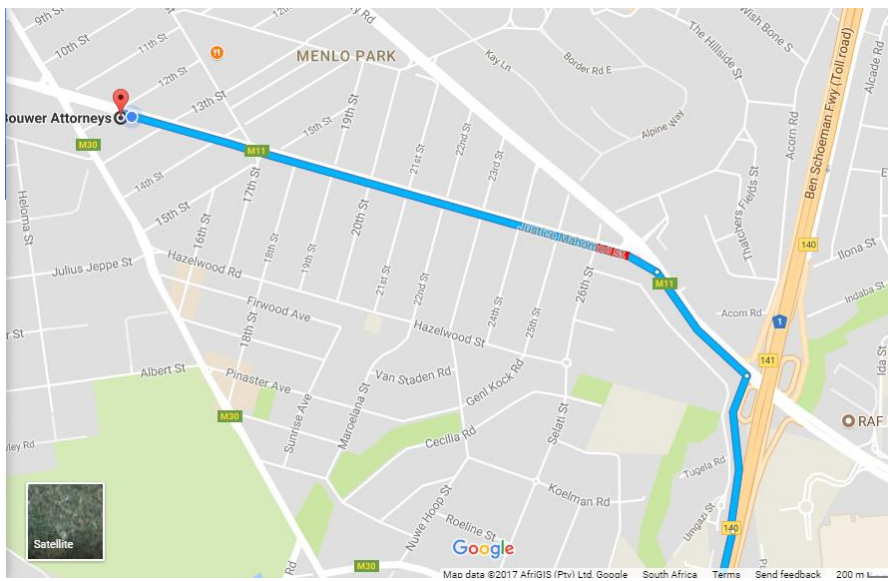 9th St
10th St
11th St
12th St
13th St
14th St
15th St
15th St
MENLO PARK
Kay Ln
Border Rd E
Wish Bone S
The Hillside St
Alpine Way
Acorn Rd
Alcade Rd
Ben Schoeman Fwy (Toll road)
Bouwer Attorneys
M30
M11
16th St
17th St
18th St
19th St
19th St
20th St
21st St
21st St
22nd St
22nd St
23rd St
24th St
25th St
26th St
Justice Mahomed St
Thatchers Fields St
140
Ilona St
Indaba St
M11
Acorn Rd
1
141
Ida St
Heloma St
Julius Jeppe St
Hazelwood Rd
Firwood Ave
Hazelwood St
Albert St
18th St
Pinaster Ave
Van Staden Rd
Genl Kock Rd
M30
Sunrise Ave
Maroelana St
Cecilia Rd
Selati St
RAF
Tugela Rd
Koelman Rd
Umgazi St
140
Nuwe Hoop St
Roeline St
M30
Rd
Satellite
Google
Map data ©2017 AfriGIS (Pty) Ltd, Google South Africa Terms Send feedback 200 m